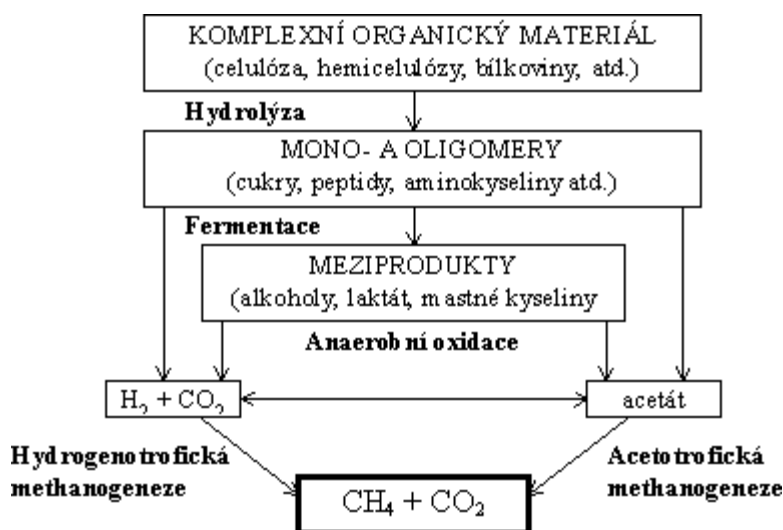 KOMPLEXNÍ ORGANICKÝ MATERIÁL
(celulóza, hemicelulózy, bílkoviny, atd.)
Hydrolýza
MONO- A OLIGOMERY
(cukry, peptidy, aminokyseliny atd.)
Fermentace
MEZIPRODUKTY
(alkoholy, laktát, mastné kyseliny
Anaerobní oxidace
H₂ + CO₂
acetát
Hydrogenotrofická
methanogeneze
Acetotrofická
methanogeneze
CH₄ + CO₂